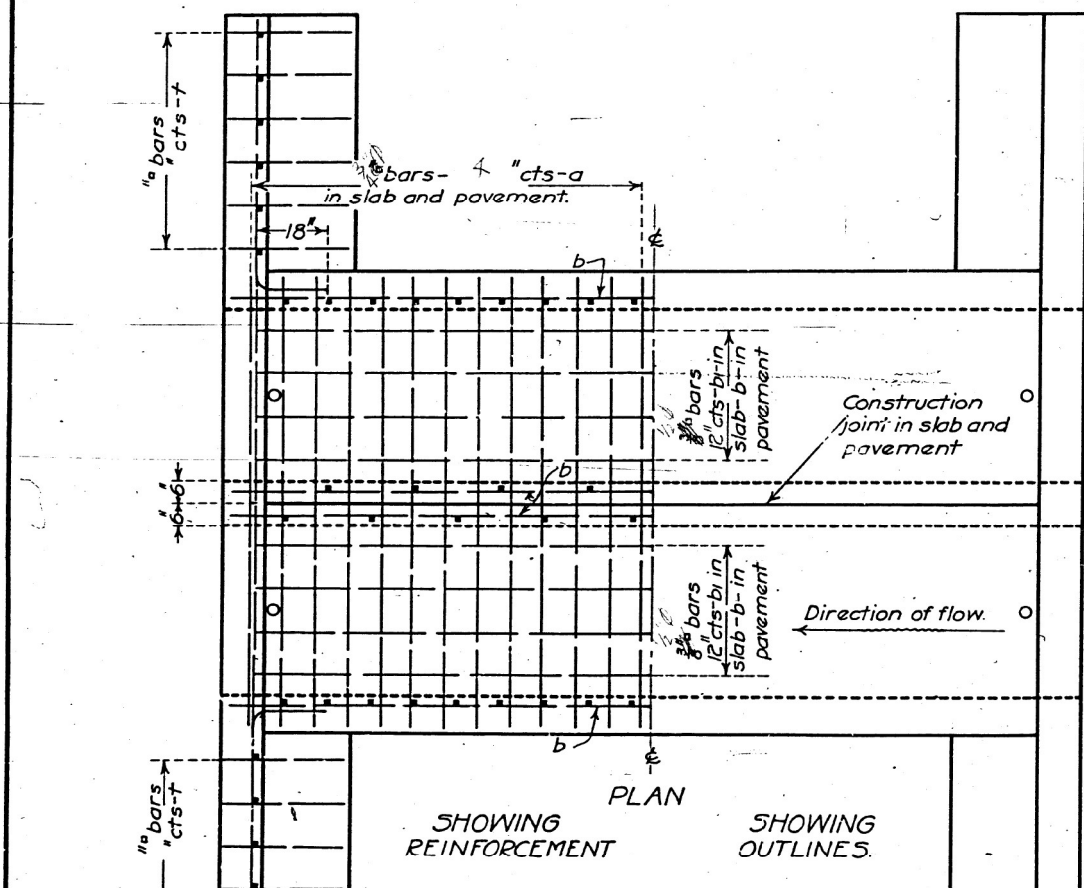 "□ bars
"cts-t
bars- 4 "cts-a
in slab and pavement.
18"
℄
b
bars
12"cts-b1-in
slab-b-in
pavement
Construction
joint in slab and
pavement
6"6"
b
bars
12"cts-b1 in
slab-b-in
pavement
Direction of flow.
b
℄
"□ bars
"cts-t
PLAN
SHOWING
REINFORCEMENT
SHOWING
OUTLINES.